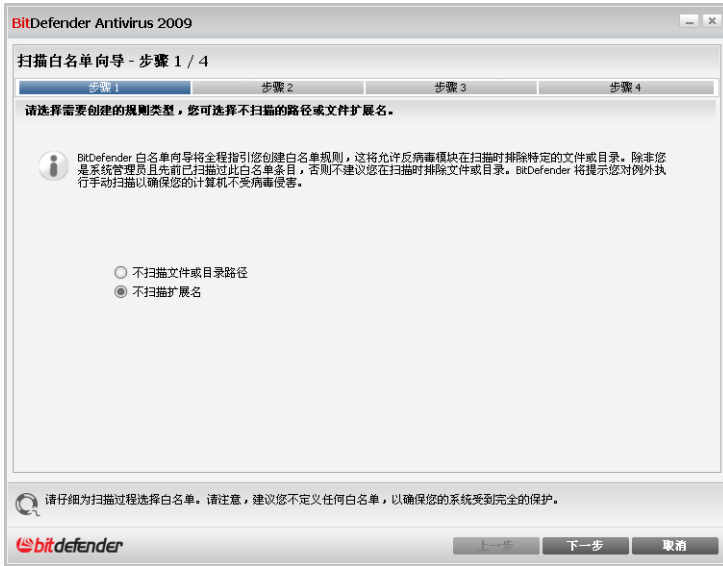 BitDefender Antivirus 2009
扫描白名单向导 - 步骤 1 / 4
步骤 1 步骤 2 步骤 3 步骤 4
请选择需要创建的规则类型，您可选择不扫描的路径或文件扩展名。
BitDefender 白名单向导将全程指引您创建白名单规则，这将允许反病毒模块在扫描时排除特定的文件或目录。除非您
是系统管理员且先前已扫描过此白名单条目，否则不建议您在扫描时排除文件或目录。BitDefender 将提示您对例外执
行手动扫描以确保您的计算机不受病毒侵害。
不扫描文件或目录路径
不扫描扩展名
请仔细为扫描过程选择白名单。请注意，建议您不定义任何白名单，以确保您的系统受到完全的保护。
bitdefender 上一步 下一步 取消